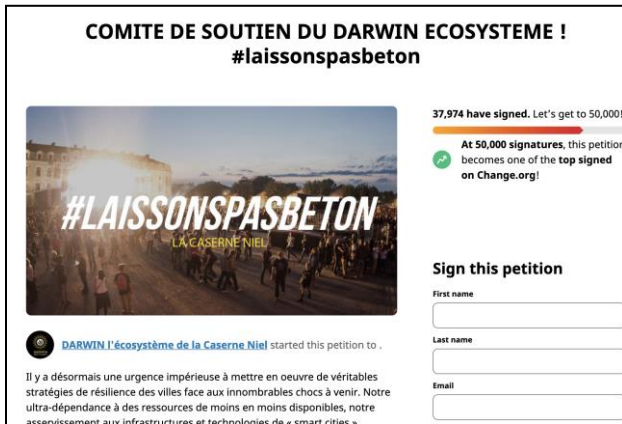 COMITE DE SOUTIEN DU DARWIN ECOSYSTEME !
#laissonspasbeton
#LAISSONSPASBETON
LA CASERNE NIEL
DARWIN l'écosystème de la Caserne Niel started this petition to .
Il y a désormais une urgence impérieuse à mettre en oeuvre de véritables
stratégies de résilience des villes face aux innombrables chocs à venir. Notre
ultra-dépendance à des ressources de moins en moins disponibles, notre
asservissement aux infrastructures et technologies de « smart cities »
37,974 have signed. Let's get to 50,000!
At 50,000 signatures, this petition
becomes one of the top signed
on Change.org!
Sign this petition
First name
Last name
Email